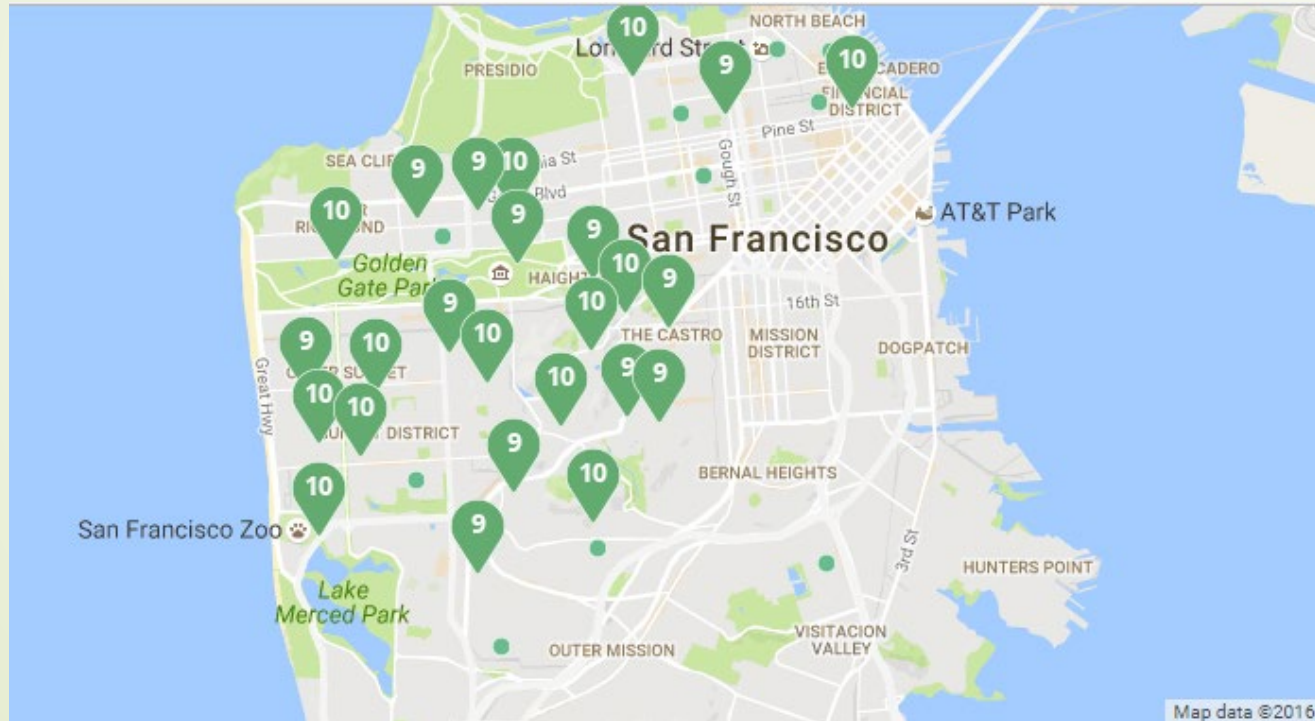 10
NORTH BEACH
Lombard Street
9
10
PRESIDIO
FINANCIAL
DISTRICT
Pine St
SEA CLIFF
9
9
10
Gough St
Blvd
10
9
AT&T Park
9
San Francisco
Golden
Gate Park
HAIGHT
10
9
9
10
16th St
10
THE CASTRO
MISSION
DISTRICT
DOGPATCH
9
10
Great Hwy
10
9
9
10
10
DISTRICT
9
10
BERNAL HEIGHTS
10
San Francisco Zoo
9
3rd St
HUNTERS POINT
Lake
Merced Park
VISITACION
VALLEY
OUTER MISSION
Map data ©2016